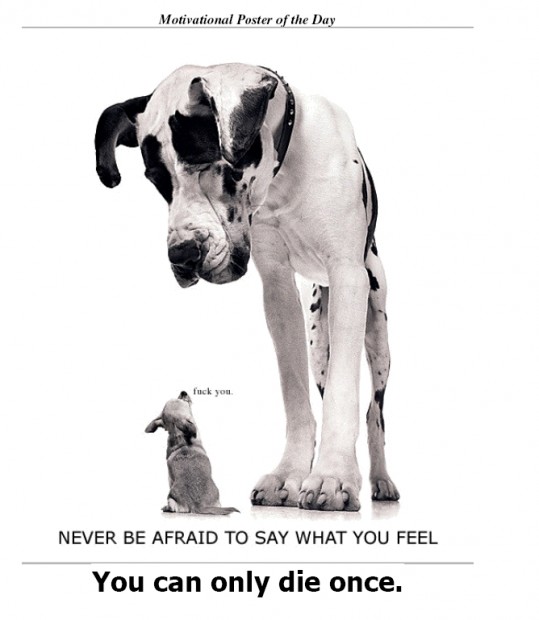 Motivational Poster of the Day
fuck you.
NEVER BE AFRAID TO SAY WHAT YOU FEEL
You can only die once.